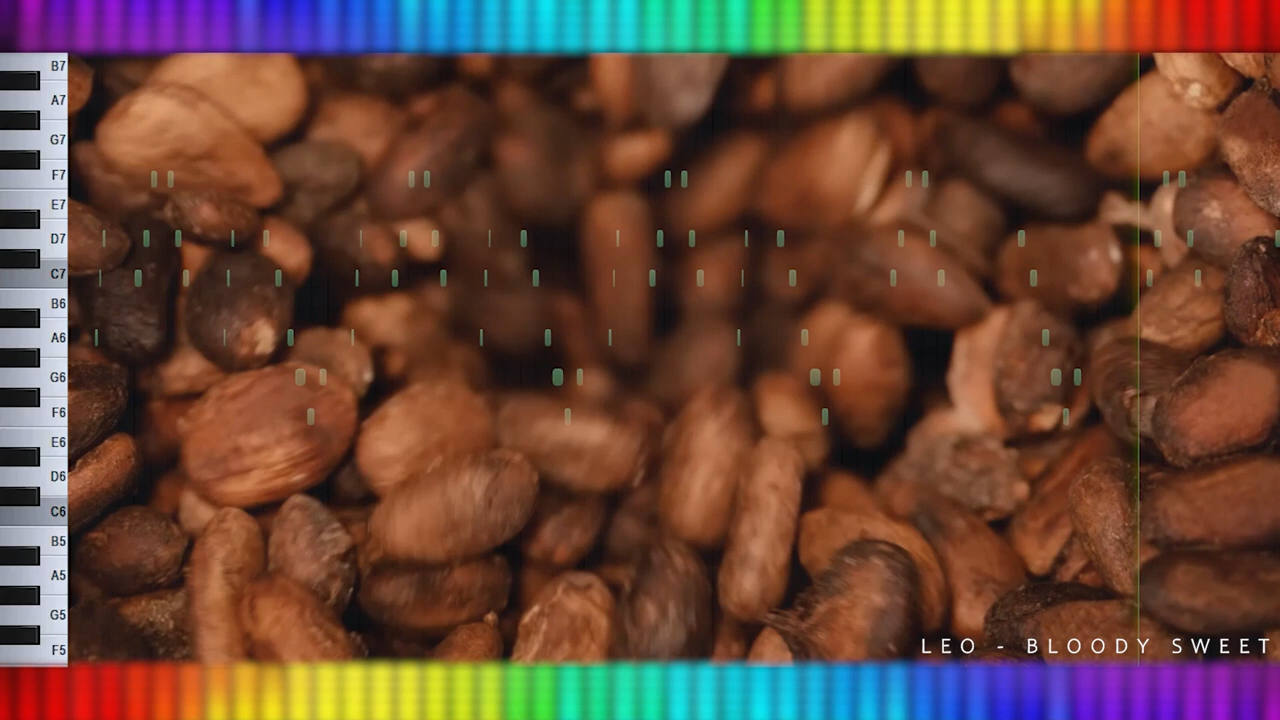 B7
A7
G7
F7
E7
D7
C7
B6
A6
G6
F6
E6
D6
C6
B5
A5
G5
F5
LEO - BLOODY SWEET